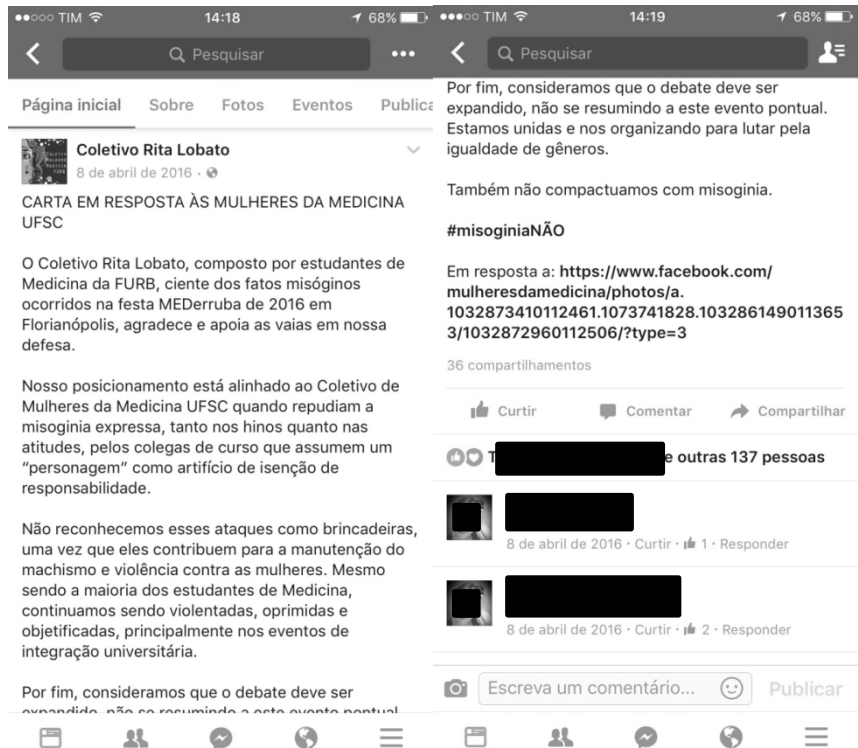 TIM 14:18 68%
Pesquisar
Página inicial Sobre Fotos Eventos Publica
Coletivo Rita Lobato
8 de abril de 2016 ·
CARTA EM RESPOSTA ÀS MULHERES DA MEDICINA
UFSC
O Coletivo Rita Lobato, composto por estudantes de
Medicina da FURB, ciente dos fatos misóginos
ocorridos na festa MEDerruba de 2016 em
Florianópolis, agradece e apoia as vaias em nossa
defesa.
Nosso posicionamento está alinhado ao Coletivo de
Mulheres da Medicina UFSC quando repudiam a
misoginia expressa, tanto nos hinos quanto nas
atitudes, pelos colegas de curso que assumem um
“personagem” como artifício de isenção de
responsabilidade.
Não reconhecemos esses ataques como brincadeiras,
uma vez que eles contribuem para a manutenção do
machismo e violência contra as mulheres. Mesmo
sendo a maioria dos estudantes de Medicina,
continuamos sendo violentadas, oprimidas e
objetificadas, principalmente nos eventos de
integração universitária.
Por fim, consideramos que o debate deve ser
expandido, não se resumindo a este evento pontual
TIM 14:19 68%
Pesquisar
Por fim, consideramos que o debate deve ser
expandido, não se resumindo a este evento pontual.
Estamos unidas e nos organizando para lutar pela
igualdade de gêneros.
Também não compactuamos com misoginia.
#misoginiaNÃO
Em resposta a: https://www.facebook.com/
mulheresdamedicina/photos/a.
1032873410112461.1073741828.103286149011365
3/1032872960112506/?type=3
36 compartilhamentos
Curtir Comentar Compartilhar
T e outras 137 pessoas
8 de abril de 2016 · Curtir · 1 · Responder
8 de abril de 2016 · Curtir · 2 · Responder
Escreva um comentário... Publicar